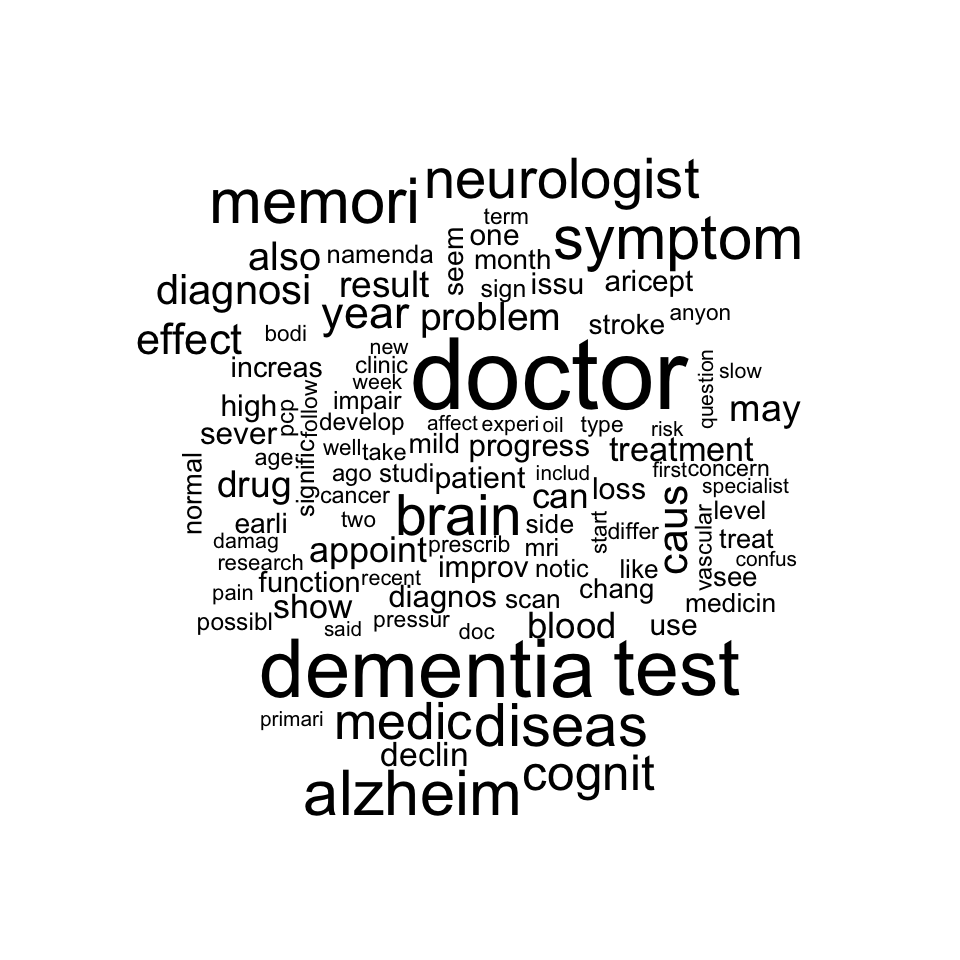 neurologist
memori
term
symptom
seem
one
also
namenda
month
diagnosi
result
sign
issu
aricept
year
problem
stroke
anyon
effect
bodi
new
doctor
question
slow
increas
clinic
week
high
pcp
follow
impair
may
develop
affect
experi
oil
type
risk
sever
well
take
mild
progress
treatment
normal
age
signific
ago
studi
patient
includ
loss
first
concern
drug
cancer
can
caus
specialist
earli
two
brain
side
start
differ
vascular
level
damag
appoint
prescrib
mri
treat
research
function
recent
improv
notic
like
see
confus
pain
show
diagnos
scan
chang
medicin
possibl
said
pressur
doc
blood
use
dementia
test
primari
medic
diseas
declin
alzheim
cognit